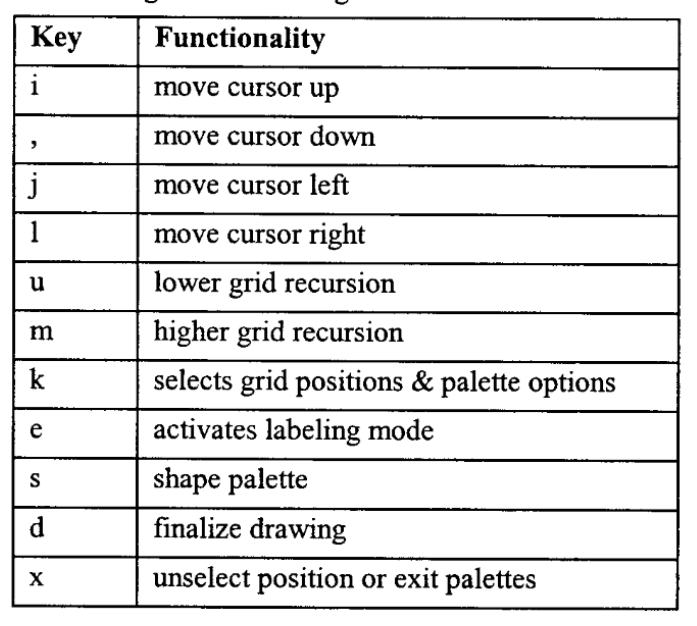 Key Functionality
i move cursor up
, move cursor down
j move cursor left
l move cursor right
u lower grid recursion
m higher grid recursion
k selects grid positions & palette options
e activates labeling mode
s shape palette
d finalize drawing
x unselect position or exit palettes